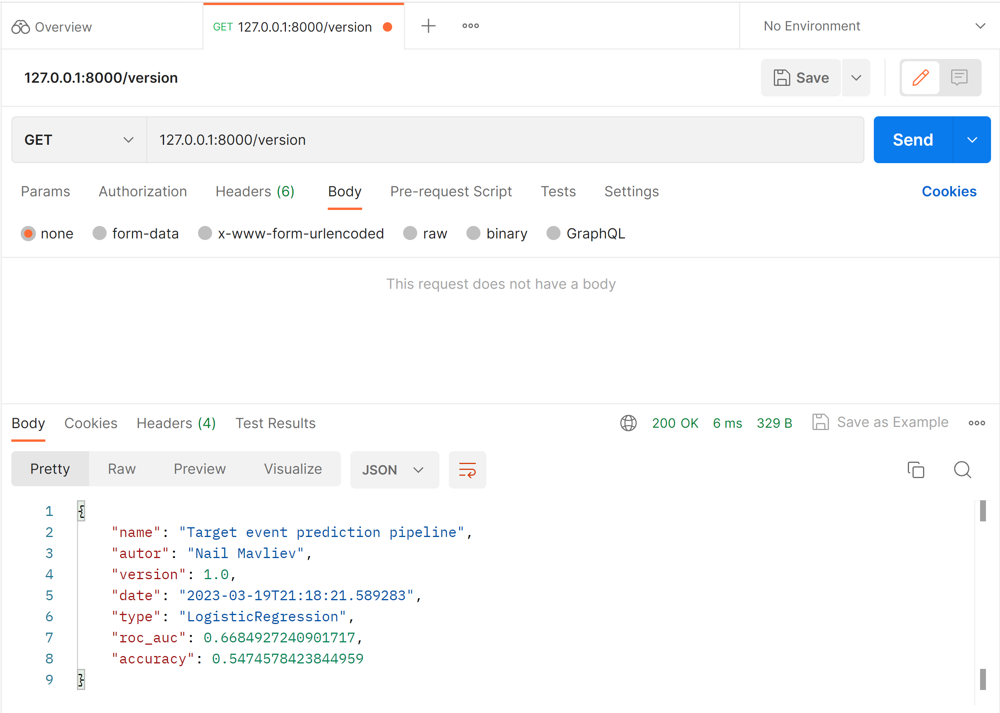 Overview
GET 127.0.0.1:8000/version
No Environment
127.0.0.1:8000/version
Save
GET
127.0.0.1:8000/version
Send
Params Authorization Headers (6) Body Pre-request Script Tests Settings Cookies
none form-data x-www-form-urlencoded raw binary GraphQL
This request does not have a body
Body Cookies Headers (4) Test Results 200 OK 6 ms 329 B Save as Example
Pretty Raw Preview Visualize JSON
1 {
2 "name": "Target event prediction pipeline",
3 "autor": "Nail Mavliev",
4 "version": 1.0,
5 "date": "2023-03-19T21:18:21.589283",
6 "type": "LogisticRegression",
7 "roc_auc": 0.6684927240901717,
8 "accuracy": 0.5474578423844959
9 }